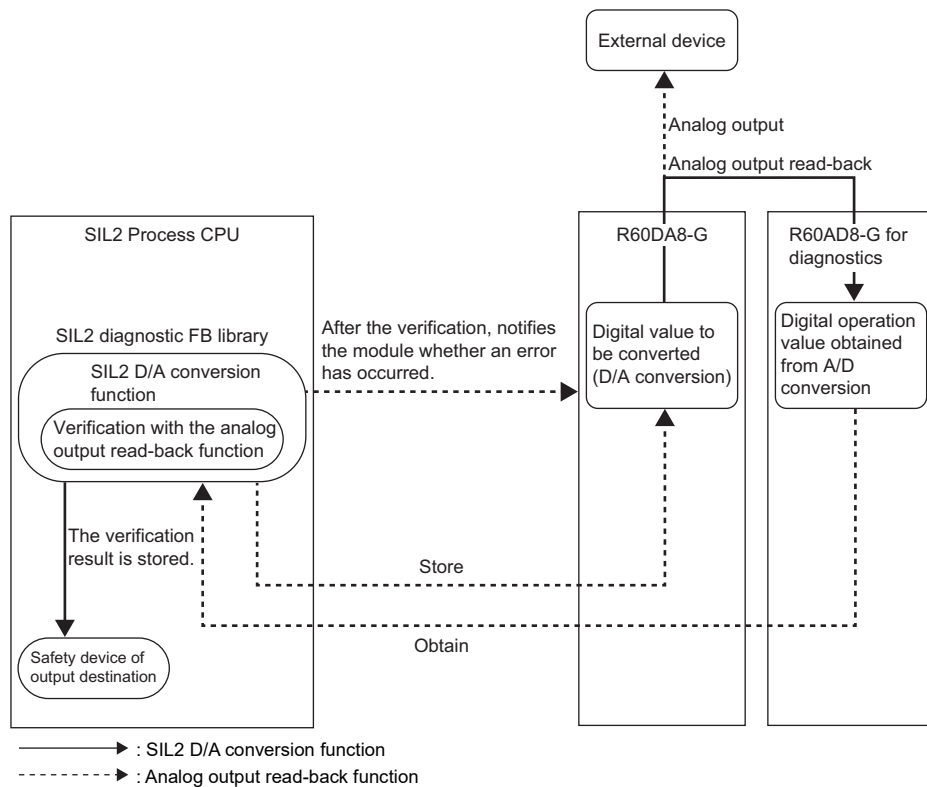 External device
Analog output
Analog output read-back
SIL2 Process CPU
R60DA8-G
R60AD8-G for
diagnostics
SIL2 diagnostic FB library
SIL2 D/A conversion
function
Verification with the analog
output read-back function
After the verification, notifies
the module whether an error
has occurred.
Digital value to
be converted
(D/A conversion)
Digital operation
value obtained
from A/D
conversion
The verification
result is stored.
Store
Obtain
Safety device of
output destination
: SIL2 D/A conversion function
: Analog output read-back function